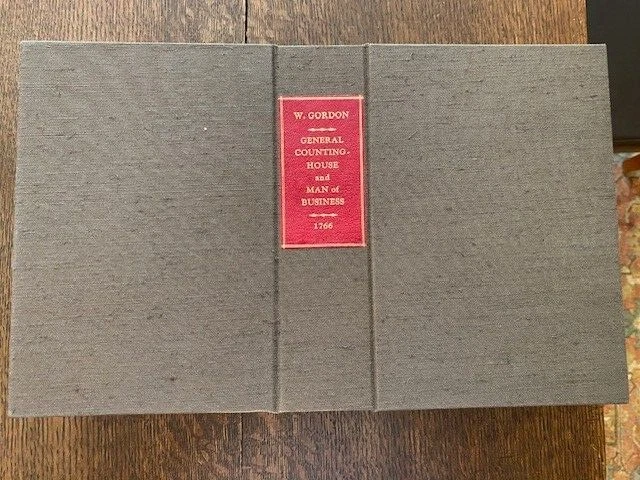 W. GORDON
GENERAL
COUNTING-
HOUSE
and
MAN of
BUSINESS
1766